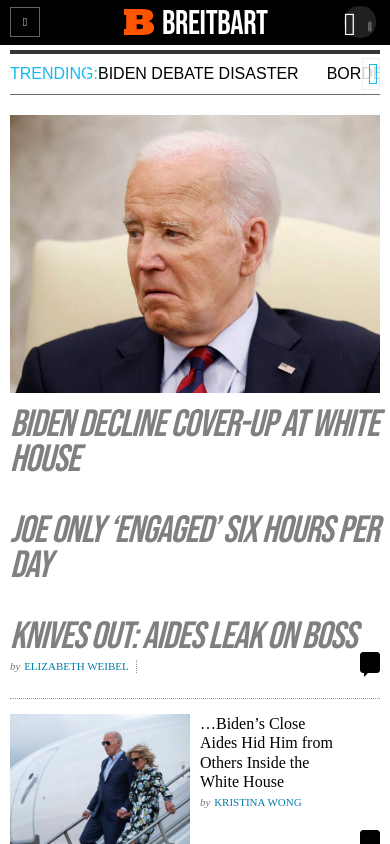 BREITBART
TRENDING: BIDEN DEBATE DISASTER BORDE
BIDEN DECLINE COVER-UP AT WHITE
HOUSE
JOE ONLY ‘ENGAGED’ SIX HOURS PER
DAY
KNIVES OUT: AIDES LEAK ON BOSS
by ELIZABETH WEIBEL
…Biden’s Close
Aides Hid Him from
Others Inside the
White House
by KRISTINA WONG